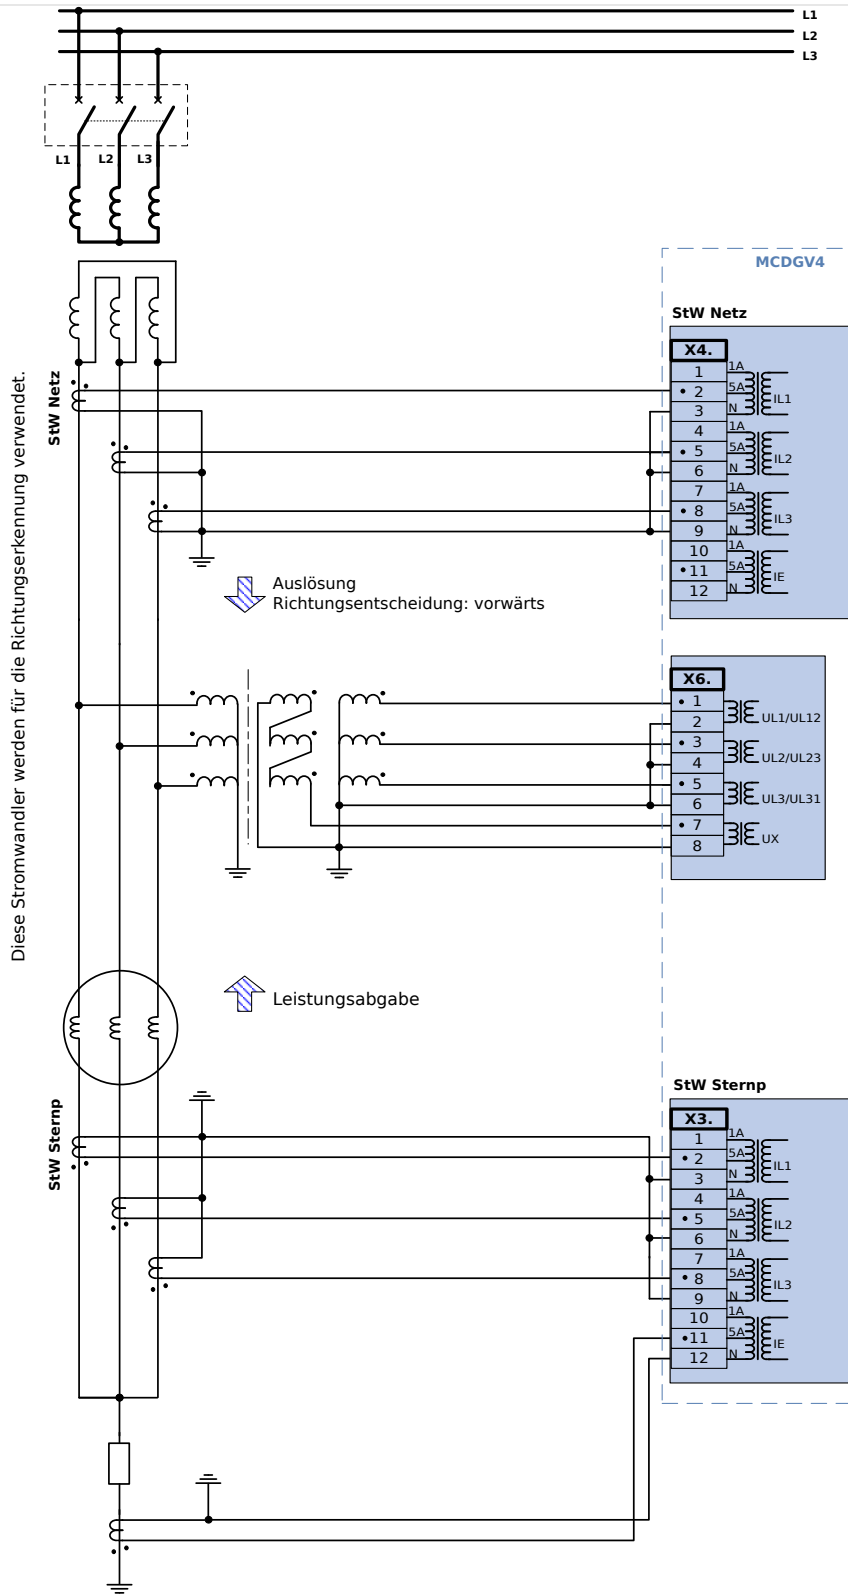 L1
L2
L3
L1
L2
L3
MCDGV4
StW Netz
X4.
1
2
3
4
5
6
7
8
9
10
11
12
1A
5A
N
IL1
1A
5A
N
IL2
1A
5A
N
IL3
1A
5A
N
IE
StW Netz
Diese Stromwandler werden für die Richtungserkennung verwendet.
Auslösung
Richtungsentscheidung: vorwärts
X6.
1
2
3
4
5
6
7
8
UL1/UL12
UL2/UL23
UL3/UL31
UX
Leistungsabgabe
StW Sternp
StW Sternp
X3.
1
2
3
4
5
6
7
8
9
10
11
12
1A
5A
N
IL1
1A
5A
N
IL2
1A
5A
N
IL3
1A
5A
N
IE